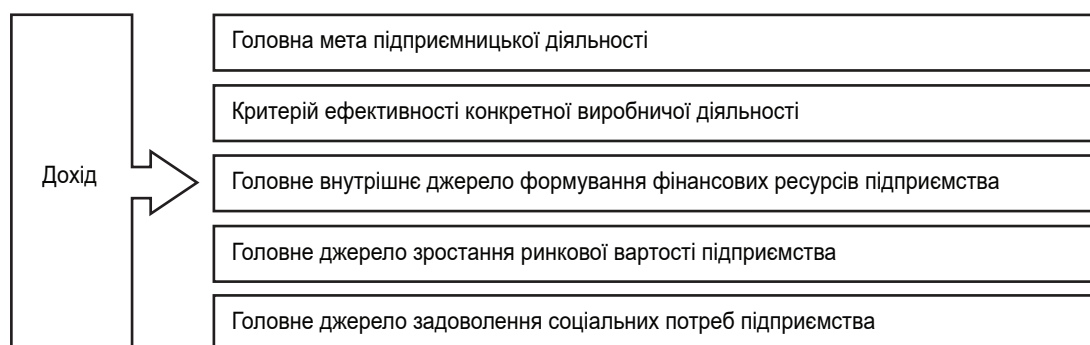 Головна мета підприємницької діяльності
Критерій ефективності конкретної виробничої діяльності
Дохід
Головне внутрішнє джерело формування фінансових ресурсів підприємства
Головне джерело зростання ринкової вартості підприємства
Головне джерело задоволення соціальних потреб підприємства